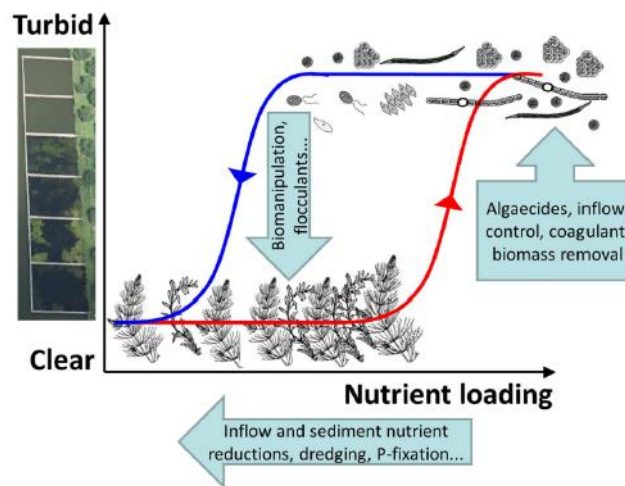 Turbid
Biomanipulation,
flocculants...
Algaecides, inflow
control, coagulant
biomass removal
Clear
Nutrient loading
Inflow and sediment nutrient
reductions, dredging, P-fixation...